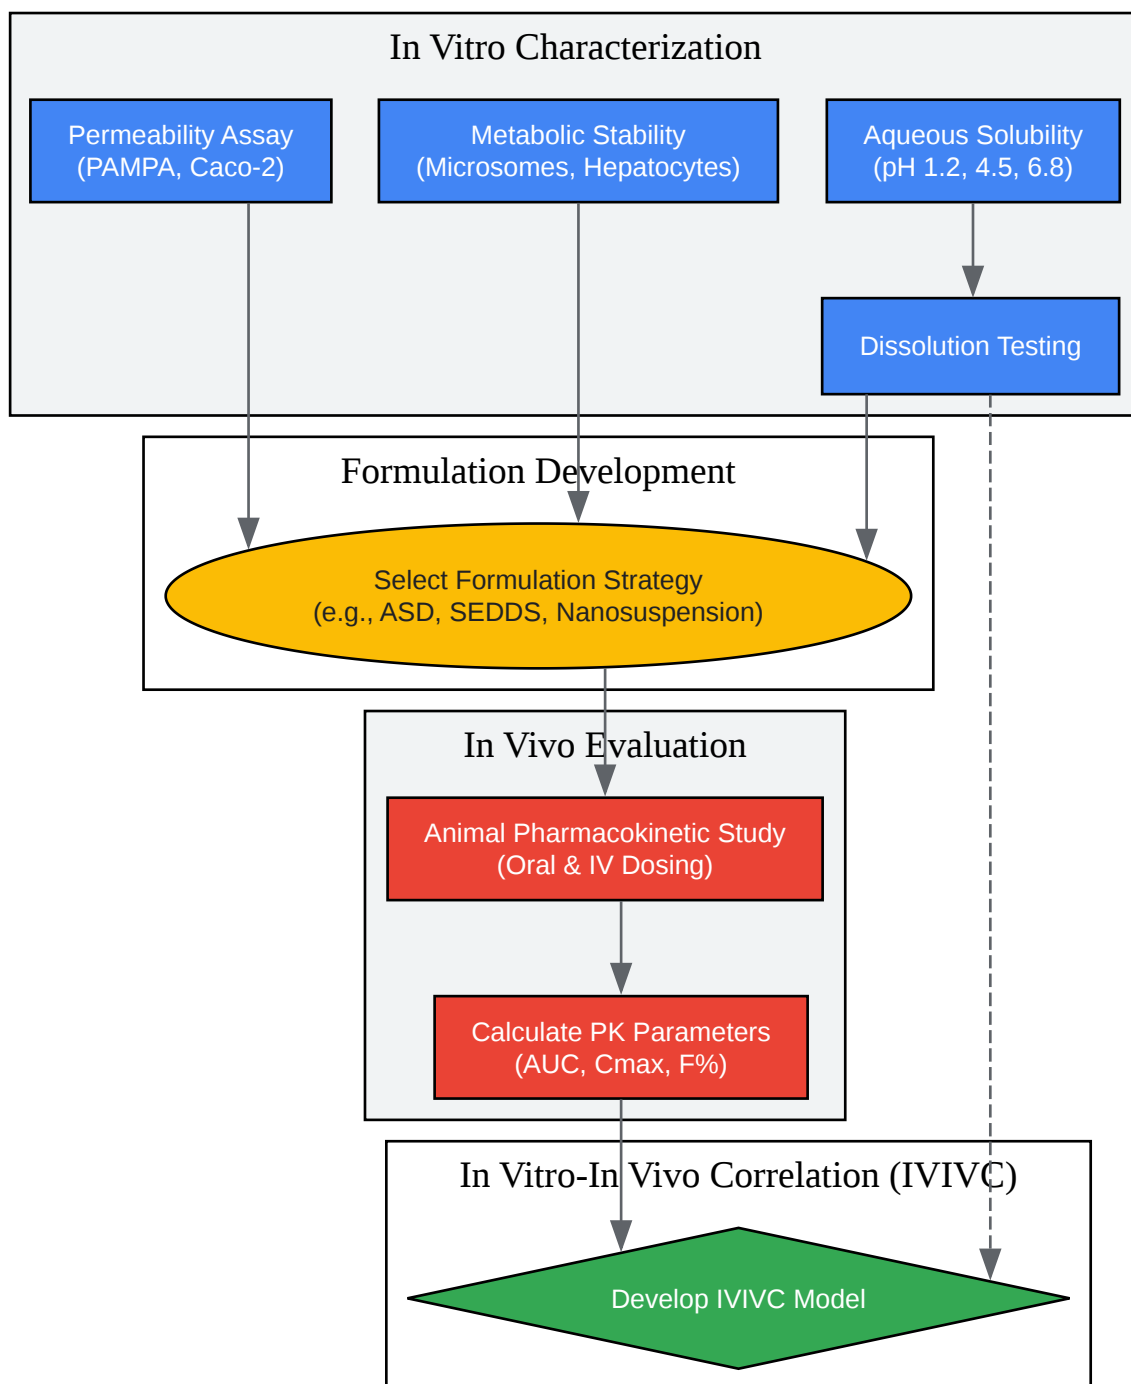 In Vitro Characterization
Permeability Assay
(PAMPA, Caco-2)
Metabolic Stability
(Microsomes, Hepatocytes)
Aqueous Solubility
(pH 1.2, 4.5, 6.8)
Dissolution Testing
Formulation Development
Select Formulation Strategy
(e.g., ASD, SEDDS, Nanosuspension)
In Vivo Evaluation
Animal Pharmacokinetic Study
(Oral & IV Dosing)
Calculate PK Parameters
(AUC, Cmax, F%)
In Vitro-In Vivo Correlation (IVIVC)
Develop IVIVC Model